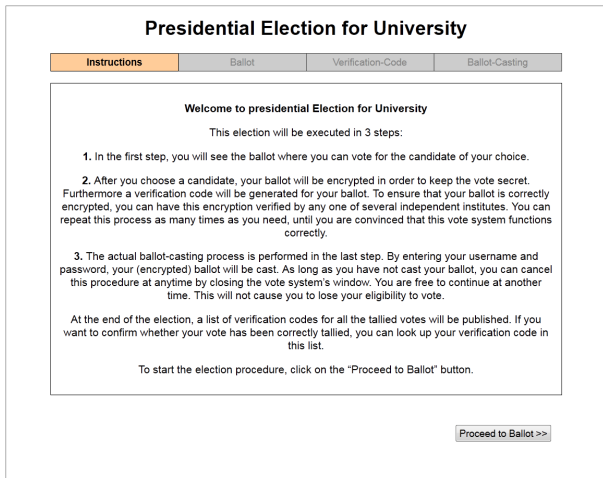 Presidential Election for University
Instructions
Ballot
Verification-Code
Ballot-Casting
Welcome to presidential Election for University
This election will be executed in 3 steps:
1. In the first step, you will see the ballot where you can vote for the candidate of your choice.
2. After you choose a candidate, your ballot will be encrypted in order to keep the vote secret.
Furthermore a verification code will be generated for your ballot. To ensure that your ballot is correctly
encrypted, you can have this encryption verified by any one of several independent institutes. You can
repeat this process as many times as you need, until you are convinced that this vote system functions
correctly.
3. The actual ballot-casting process is performed in the last step. By entering your username and
password, your (encrypted) ballot will be cast. As long as you have not cast your ballot, you can cancel
this procedure at anytime by closing the vote system's window. You are free to continue at another
time. This will not cause you to lose your eligibility to vote.
At the end of the election, a list of verification codes for all the tallied votes will be published. If you
want to confirm whether your vote has been correctly tallied, you can look up your verification code in
this list.
To start the election procedure, click on the “Proceed to Ballot” button.
Proceed to Ballot >>